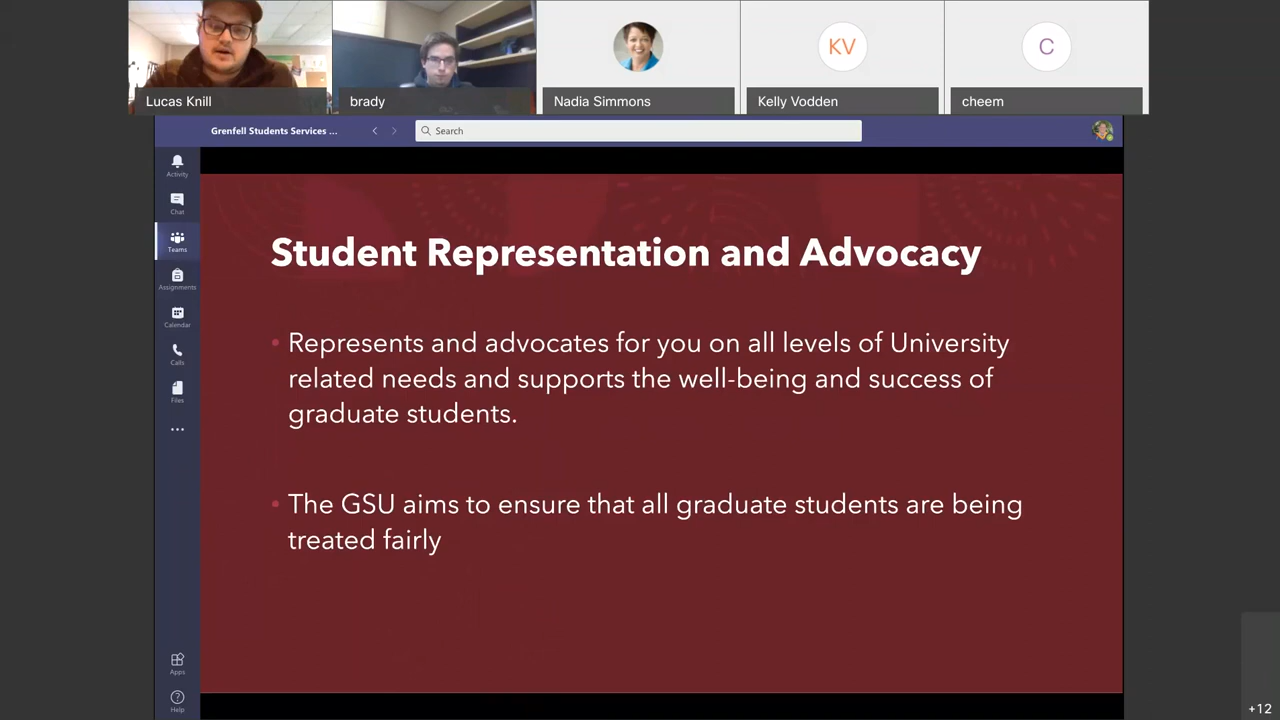 KV
C
Lucas Knill
brady
Nadia Simmons
Kelly Vodden
cheem
Grenfell Students Services ...
Search
Activity
Chat
Teams
Assignments
Calendar
Calls
Files
Apps
Help
Student Representation and Advocacy
• Represents and advocates for you on all levels of University
related needs and supports the well-being and success of
graduate students.
• The GSU aims to ensure that all graduate students are being
treated fairly
+12